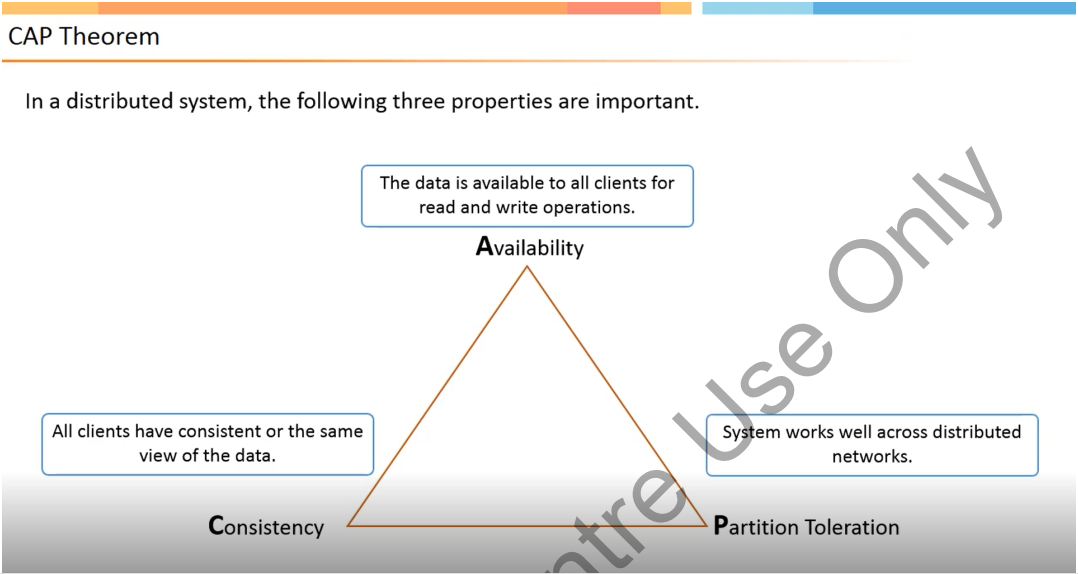 CAP Theorem
In a distributed system, the following three properties are important.
The data is available to all clients for
read and write operations.
Availability
All clients have consistent or the same
view of the data.
System works well across distributed
networks.
Consistency
Partition Toleration
Use Only